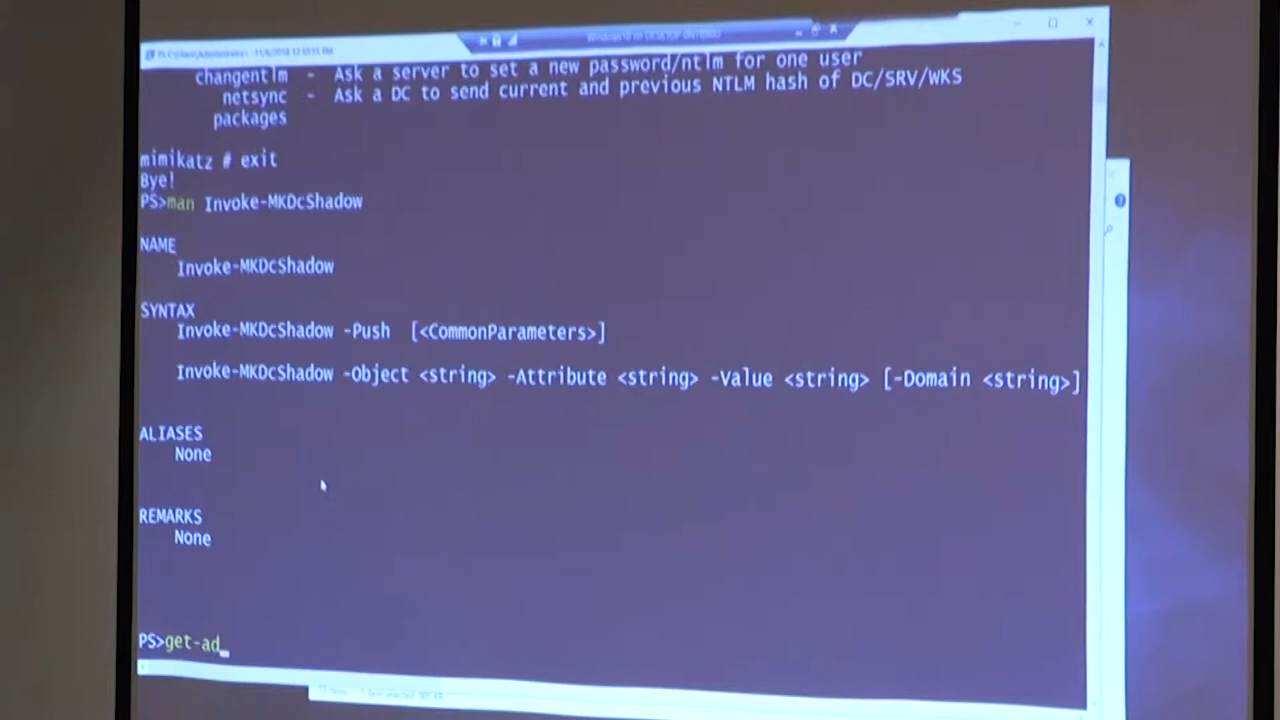 changentlm - Ask a server to set a new password/ntlm for one user
netsync - Ask a DC to send current and previous NTLM hash of DC/SRV/WKS
packages
mimikatz # exit
Bye!
PS>man Invoke-MKDcShadow
NAME
Invoke-MKDcShadow
SYNTAX
Invoke-MKDcShadow -Push [<CommonParameters>]
Invoke-MKDcShadow -Object <string> -Attribute <string> -Value <string> [-Domain <string>]
ALIASES
None
REMARKS
None
PS>get-ad_